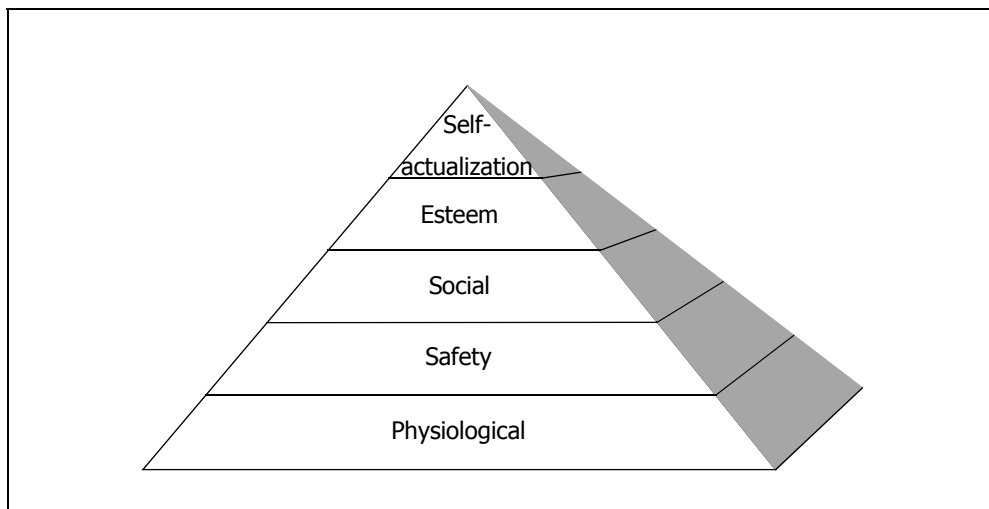 Self-
actualization
Esteem
Social
Safety
Physiological